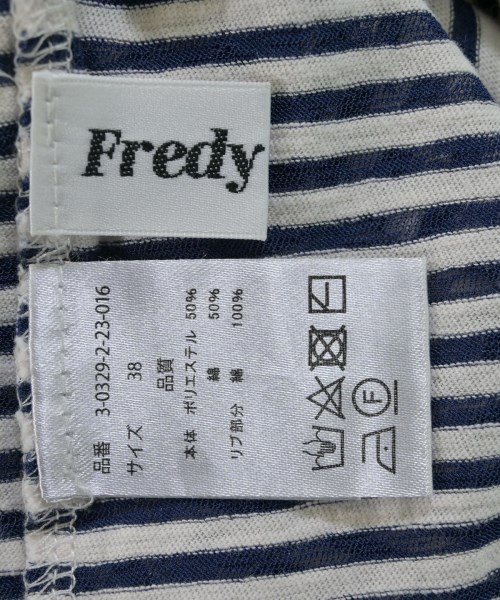 Fredy
品番 3-0329-2-23-016
サイズ 38
品質
本体 ポリエステル 50%
綿 50%
リブ部分 綿 100%
F